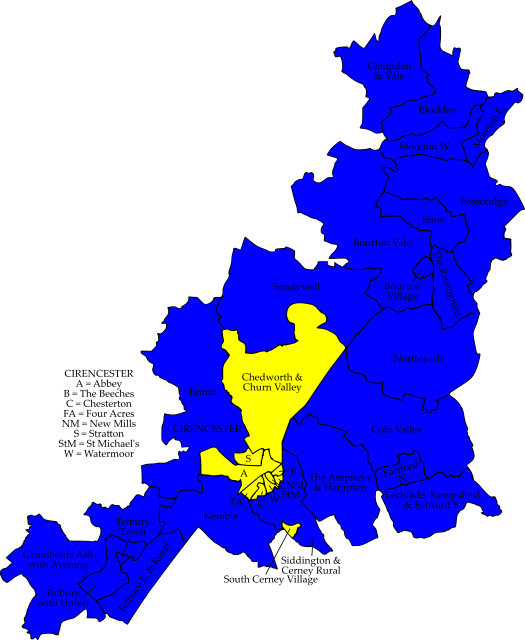 Campden
& Vale
Blockley
Moreton E.
Moreton W.
Fosseridge
Stow
Bourton Vale
The Rissingtons
Sandywell
Bourton
Village
Northleach
Chedworth &
Churn Valley
CIRENCESTER
A = Abbey
B = The Beeches
C = Chesterton
FA = Four Acres
NM = New Mills
S = Stratton
StM = St Michael's
W = Watermoor
Ermin
CIRENCESTER
Coln Valley
S
A
B
Fairford
N.
The Ampneys
& Hampton
NM
StM
W
C
FA
Lechlade, Kempsford
& Fairford S.
Kemble
Tetbury
Town
Grumbolds Ash
with Avening
Tetbury E. & Rural
Tetbury
with Upton
Siddington &
Cerney Rural
South Cerney Village